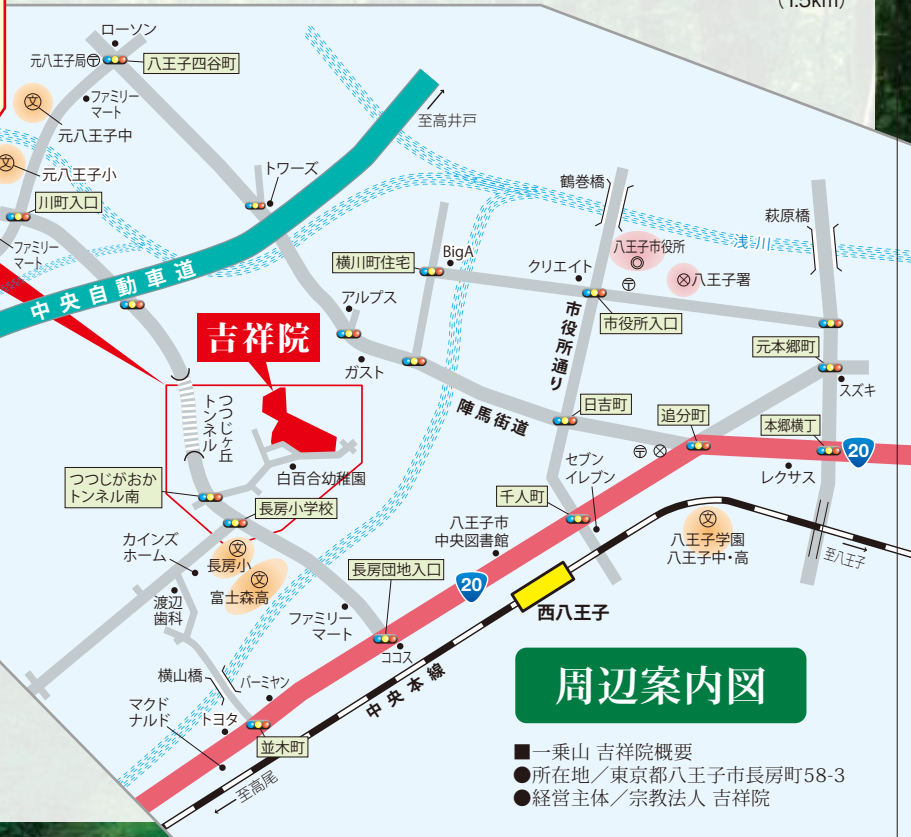 (1.5km)
ローソン
元八王子局〒
八王子四谷町
ファミリー
マート
文
元八王子中
至高井戸
文
元八王子小
トワーズ
川町入口
鶴巻橋
萩原橋
浅川
ファミリー
マート
横川町住宅
BigA
クリエイト
八王子市役所
〒
八王子署
中央自動車道
アルプス
市役所入口
市役所通り
吉祥院
元本郷町
ガスト
スズキ
つつじヶ丘
トンネル
陣馬街道
日吉町
追分町
本郷横丁
20
〒
白百合幼稚園
セブン
イレブン
レクサス
つつじがおか
トンネル南
長房小学校
千人町
カインズ
ホーム
文
長房小
八王子市
中央図書館
文
八王子学園
八王子中・高
至八王子
文
富士森高
長房団地入口
20
渡辺
歯科
ファミリー
マート
西八王子
ココス
横山橋
バーミヤン
中央本線
マクド
ナルド
トヨタ
並木町
至高尾
周辺案内図
■一乗山 吉祥院概要
●所在地／東京都八王子市長房町58-3
●経営主体／宗教法人 吉祥院